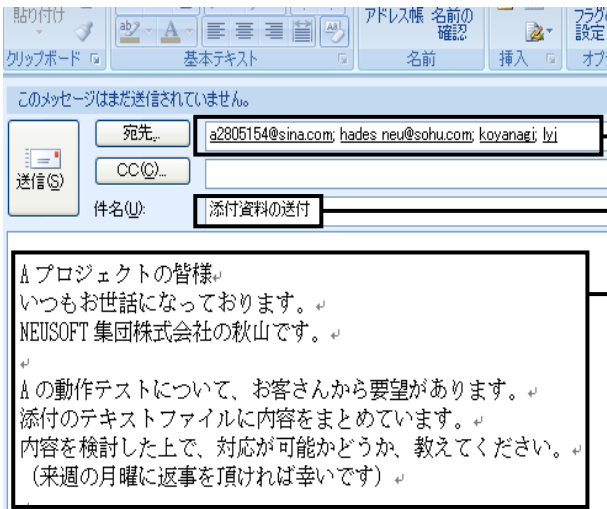 貼り付け
アドレス帳 名前の
確認
フラグ
設定
クリップボード
基本テキスト
名前
挿入
オプ
このメッセージはまだ送信されていません。
宛先...
a2805154@sina.com; hades neu@sohu.com; koyanagi; lyj
送信(S)
CC(C)...
件名(U):
添付資料の送付
Aプロジェクトの皆様
いつもお世話になっております。
NEUSOFT集団株式会社の秋山です。
Aの動作テストについて、お客さんから要望があります。
添付のテキストファイルに内容をまとめています。
内容を検討した上で、対応が可能かどうか、教えてください。
（来週の月曜に返事を頂ければ幸いです）